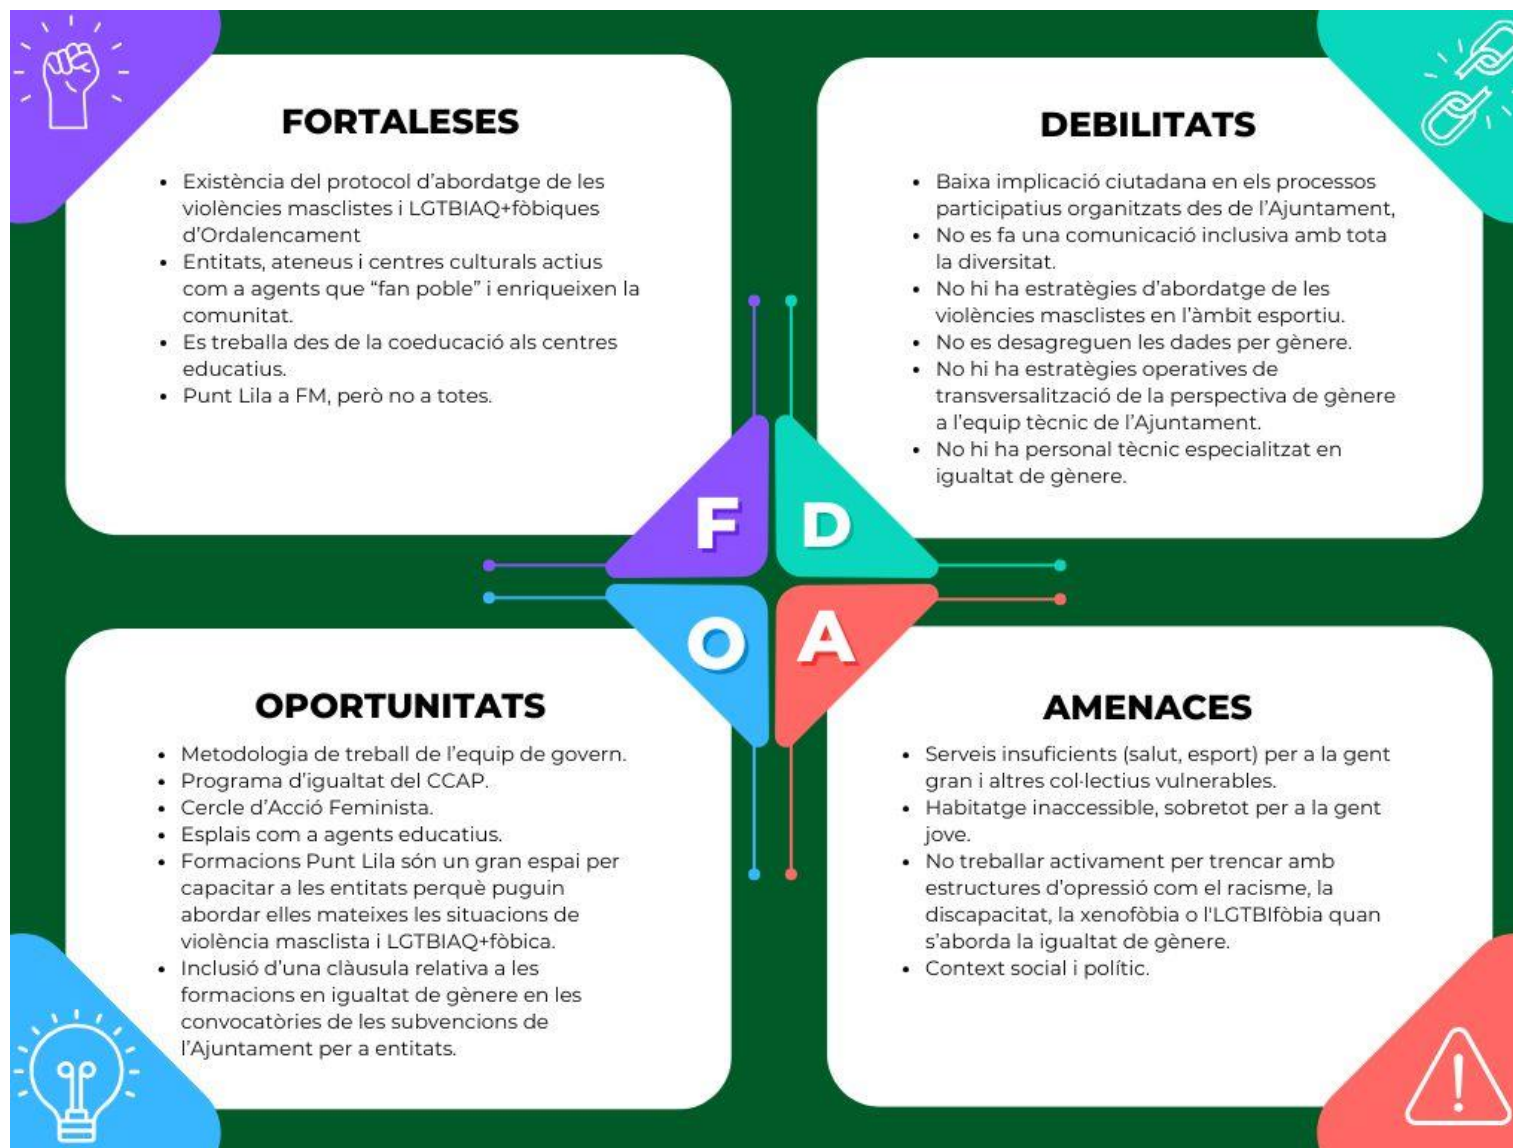 FORTALESES
• Existència del protocol d'abordatge de les
violències masclistes i LGTBIAQ+fòbiques
d'Ordalencament
• Entitats, ateneus i centres culturals actius
com a agents que "fan poble" i enriqueixen la
comunitat.
• Es treballa des de la coeducació als centres
educatius.
• Punt Lila a FM, però no a totes.
DEBILITATS
• Baixa implicació ciutadana en els processos
participatius organitzats des de l'Ajuntament,
• No es fa una comunicació inclusiva amb tota
la diversitat.
• No hi ha estratègies d'abordatge de les
violències masclistes en l'àmbit esportiu.
• No es desagreguen les dades per gènere.
• No hi ha estratègies operatives de
transversalització de la perspectiva de gènere
a l'equip tècnic de l'Ajuntament.
• No hi ha personal tècnic especialitzat en
igualtat de gènere.
F D
O A
OPORTUNITATS
• Metodologia de treball de l'equip de govern.
• Programa d'igualtat del CCAP.
• Cercle d'Acció Feminista.
• Esplais com a agents educatius.
• Formacions Punt Lila són un gran espai per
capacitar a les entitats perquè puguin
abordar elles mateixes les situacions de
violència masclista i LGTBIAQ+fòbica.
• Inclusió d'una clàusula relativa a les
formacions en igualtat de gènere en les
convocatòries de les subvencions de
l'Ajuntament per a entitats.
AMENACES
• Serveis insuficients (salut, esport) per a la gent
gran i altres col·lectius vulnerables.
• Habitatge inaccessible, sobretot per a la gent
jove.
• No treballar activament per trencar amb
estructures d'opressió com el racisme, la
discapacitat, la xenofòbia o l'LGTBIfòbia quan
s'aborda la igualtat de gènere.
• Context social i polític.